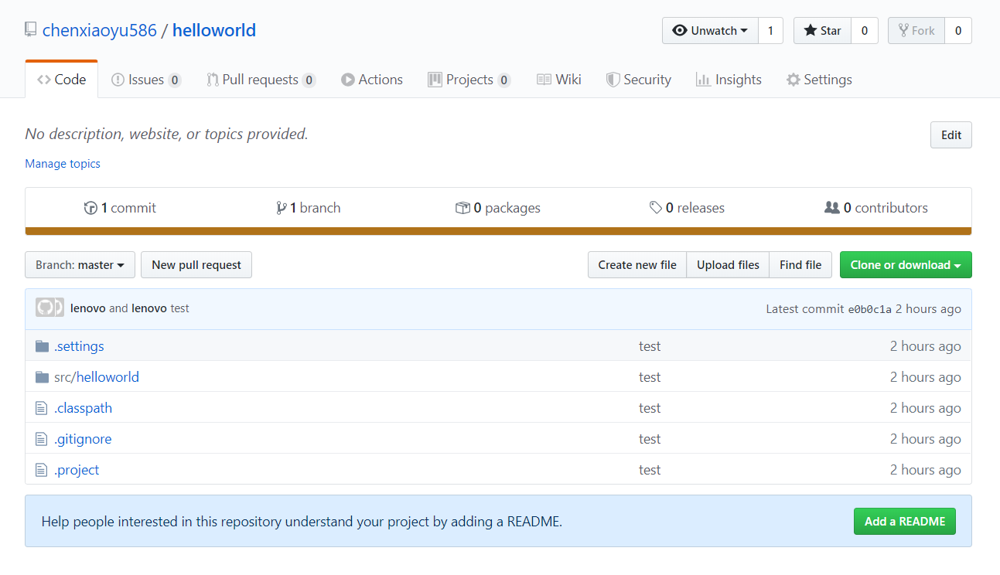 chenxiaoyu586 / helloworld Unwatch 1 Star 0 Fork 0
Code Issues 0 Pull requests 0 Actions Projects 0 Wiki Security Insights Settings
No description, website, or topics provided. Edit
Manage topics
1 commit 1 branch 0 packages 0 releases 0 contributors
Branch: master New pull request Create new file Upload files Find file Clone or download
lenovo and lenovo test Latest commit e0b0c1a 2 hours ago
.settings test 2 hours ago
src/helloworld test 2 hours ago
.classpath test 2 hours ago
.gitignore test 2 hours ago
.project test 2 hours ago
Help people interested in this repository understand your project by adding a README. Add a README